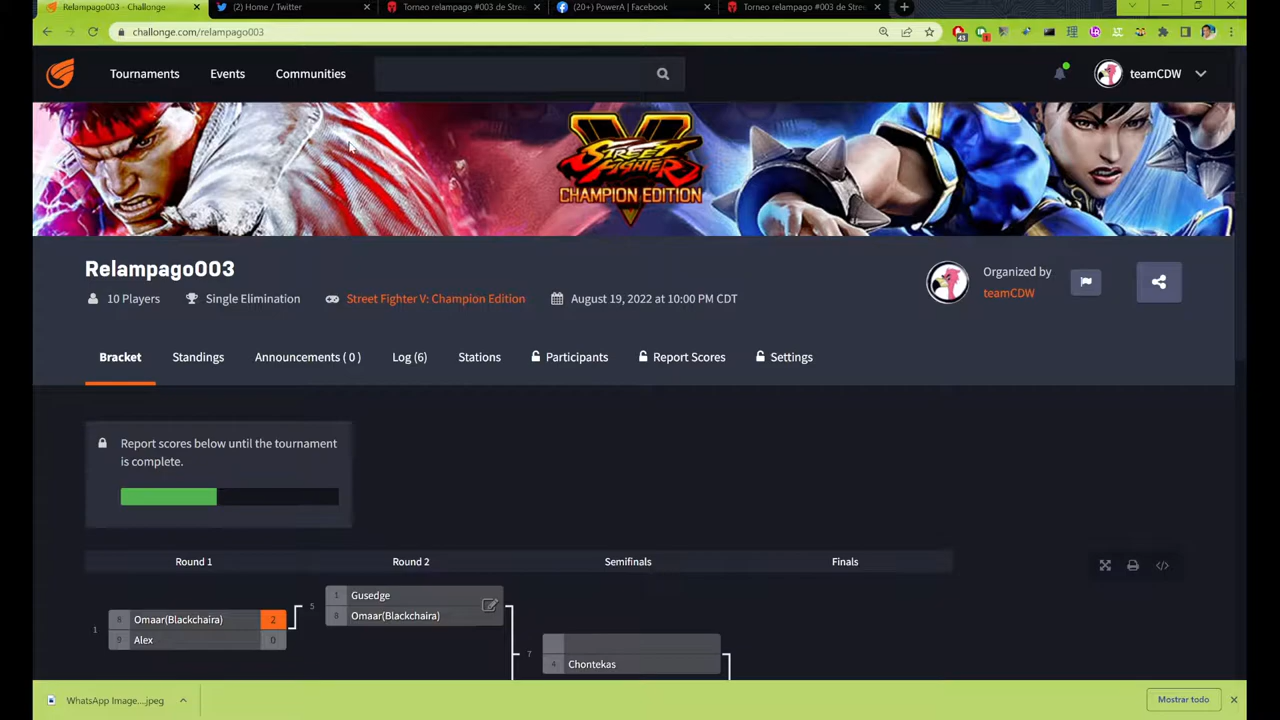 Relampago003 - Challonge
(2) Home / Twitter
Torneo relampago #003 de Stre
(20+) PowerA | Facebook
Torneo relampago #003 de Stre
challonge.com/relampago003
43
1
Tournaments
Events
Communities
teamCDW
V
STREET FIGHTER
CHAMPION EDITION
Relampago003
10 Players
Single Elimination
Street Fighter V: Champion Edition
August 19, 2022 at 10:00 PM CDT
Organized by
teamCDW
Bracket
Standings
Announcements ( 0 )
Log (6)
Stations
Participants
Report Scores
Settings
Report scores below until the tournament
is complete.
Round 1
Round 2
Semifinals
Finals
1
8 Omaar(Blackchaira) 2
9 Alex 0
5
1 Gusedge
8 Omaar(Blackchaira)
7
4 Chontekas
WhatsApp Image....jpeg
Mostrar todo